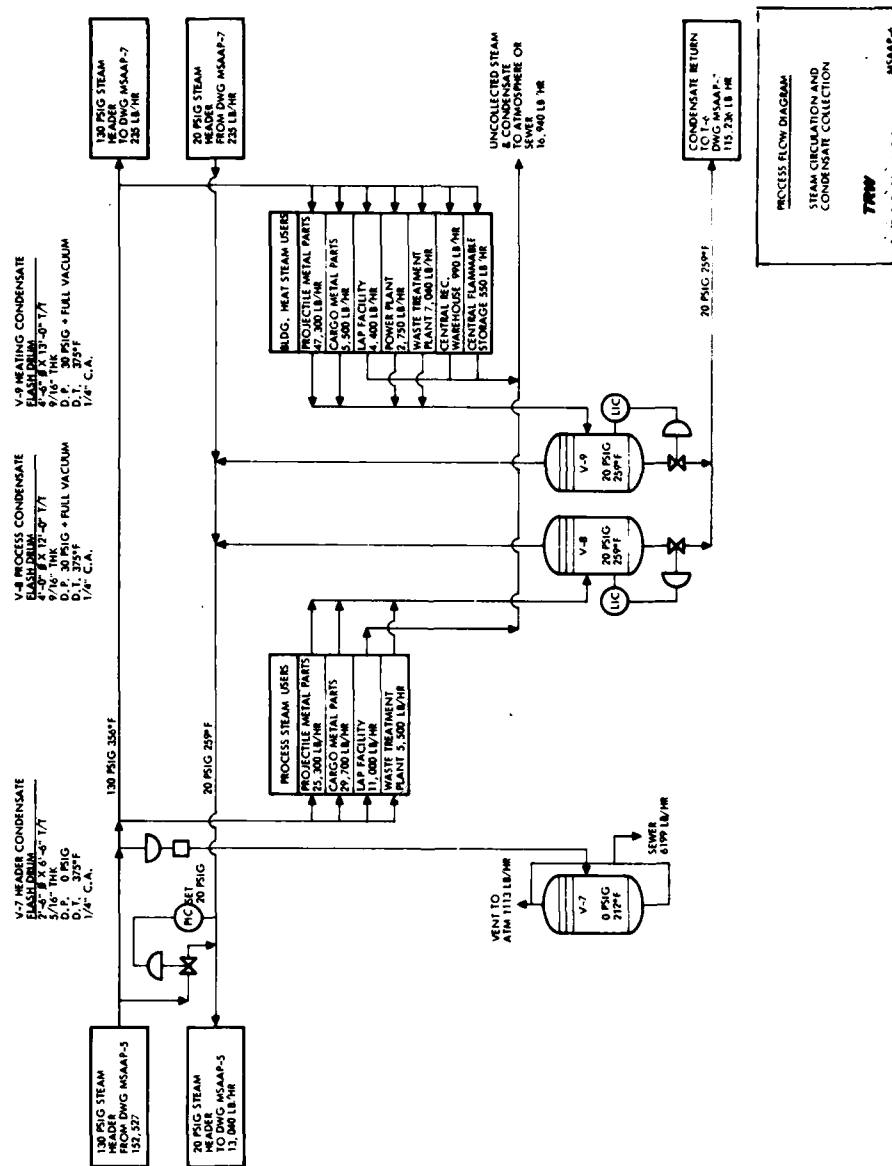 V-7 HEADER CONDENSATE
FLASH DRUM
2'-6" Ø X 6'-6" T/T
5/16" THK
D.P. 0 PSIG
D.T. 375°F
1/4" C.A.
V-8 PROCESS CONDENSATE
FLASH DRUM
4'-0" Ø X 12'-0" T/T
9/16" THK
D.P. 30 PSIG + FULL VACUUM
D.T. 375°F
1/4" C.A.
V-9 HEATING CONDENSATE
FLASH DRUM
4'-6" Ø X 13'-0" T/T
9/16" THK
D.P. 30 PSIG + FULL VACUUM
D.T. 375°F
1/4" C.A.
130 PSIG STEAM
HEADER
FROM DWG MSAAP-5
152,527
130 PSIG 356°F
130 PSIG STEAM
HEADER
TO DWG MSAAP-7
235 LB/HR
PIC
SET
20 PSIG
20 PSIG STEAM
HEADER
TO DWG MSAAP-5
13,040 LB/HR
20 PSIG 259°F
20 PSIG STEAM
HEADER
FROM DWG MSAAP-7
235 LB/HR
PROCESS STEAM USERS
PROJECTILE METAL PARTS
25,300 LB/HR
CARGO METAL PARTS
29,700 LB/HR
LAP FACILITY
11,000 LB/HR
WASTE TREATMENT
PLANT 5,500 LB/HR
BLDG. HEAT STEAM USERS
PROJECTILE METAL PARTS
47,300 LB/HR
CARGO METAL PARTS
5,500 LB/HR
LAP FACILITY
4,400 LB/HR
POWER PLANT
2,750 LB/HR
WASTE TREATMENT
PLANT 7,040 LB/HR
CENTRAL REC.
WAREHOUSE 990 LB/HR
CENTRAL FLAMMABLE
STORAGE 550 LB/HR
UNCOLLECTED STEAM
& CONDENSATE
TO ATMOSPHERE OR
SEWER
16,940 LB/HR
VENT TO
ATM 1113 LB/HR
V-7
0 PSIG
212°F
SEWER
6199 LB/HR
V-8
20 PSIG
259°F
LIC
V-9
20 PSIG
259°F
LIC
20 PSIG 259°F
CONDENSATE RETURN
TO T-6
115,236 LB/HR
PROCESS FLOW DIAGRAM
STEAM CIRCULATION AND
CONDENSATE COLLECTION
TRW